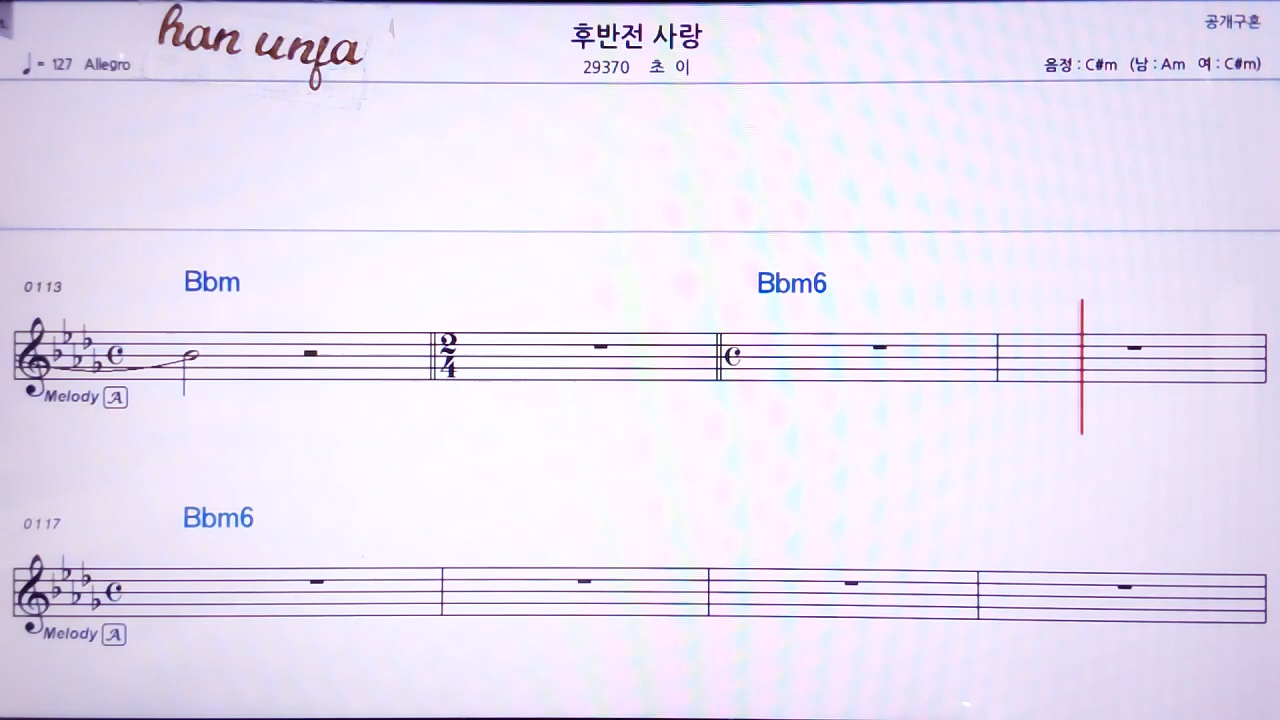 han unfa
후반전 사랑
공개구혼
♩ = 127 Allegro
29370 초 이
음정 : C#m (남 : Am 여 : C#m)
0113
Bbm
Bbm6
2
4
Melody A
0117
Bbm6
Melody A